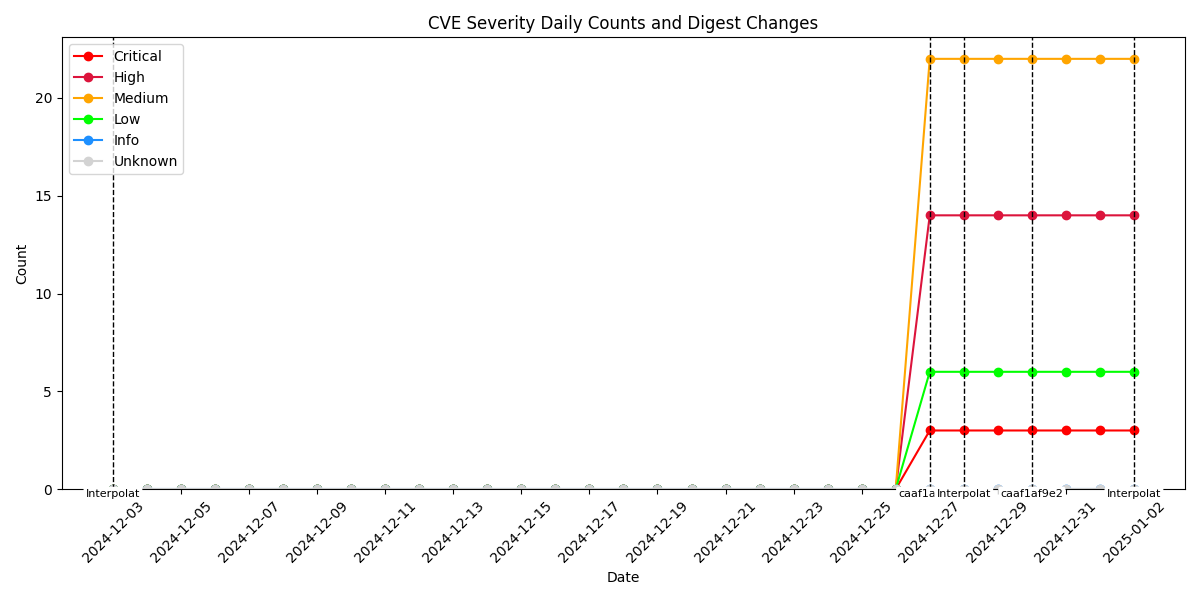 CVE Severity Daily Counts and Digest Changes
Critical
High
Medium
Low
Info
Unknown
Count
20
15
10
5
0
Interpolat
caaf1a
Interpolat
caaf1af9e2
Interpolat
2024-12-03
2024-12-05
2024-12-07
2024-12-09
2024-12-11
2024-12-13
2024-12-15
2024-12-17
2024-12-19
2024-12-21
2024-12-23
2024-12-25
2024-12-27
2024-12-29
2024-12-31
2025-01-02
Date